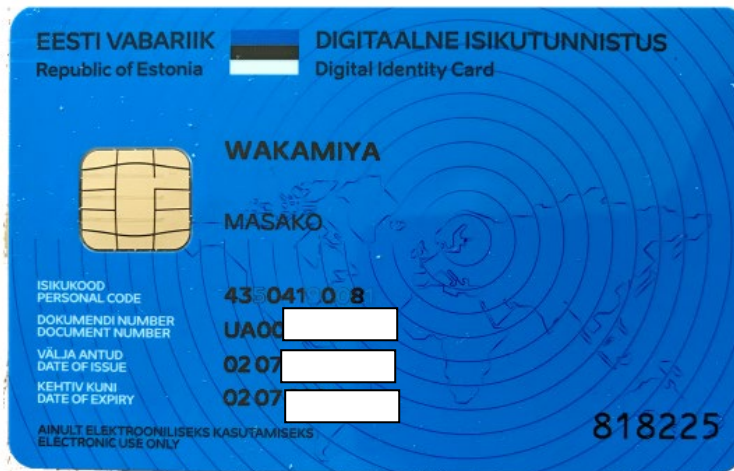 EESTI VABARIIK
Republic of Estonia
DIGITAALNE ISIKUTUNNISTUS
Digital Identity Card
WAKAMIYA
MASAKO
ISIKUKOOD
PERSONAL CODE
DOKUMENDI NUMBER
DOCUMENT NUMBER
UA00
VÄLJA ANTUD
DATE OF ISSUE
02 07
KEHTIV KUNI
DATE OF EXPIRY
02 07
AINULT ELEKTROONILISEKS KASUTAMISEKS
ELECTRONIC USE ONLY
818225